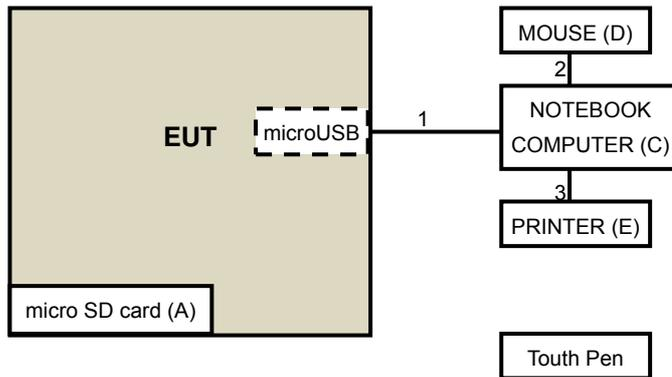 MOUSE (D)
2
NOTEBOOK
COMPUTER (C)
EUT
microUSB
1
3
PRINTER (E)
micro SD card (A)
Touth Pen